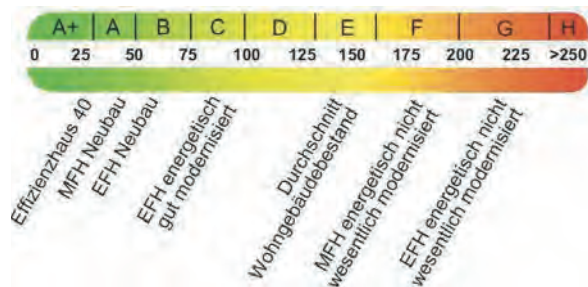 A+ A B C D E F G H
0 25 50 75 100 125 150 175 200 225 >250
Effizienzhaus 40
MFH Neubau
EFH Neubau
EFH energetisch
gut modernisiert
Durchschnitt
Wohngebäudebestand
MFH energetisch nicht
wesentlich modernisiert
EFH energetisch nicht
wesentlich modernisiert